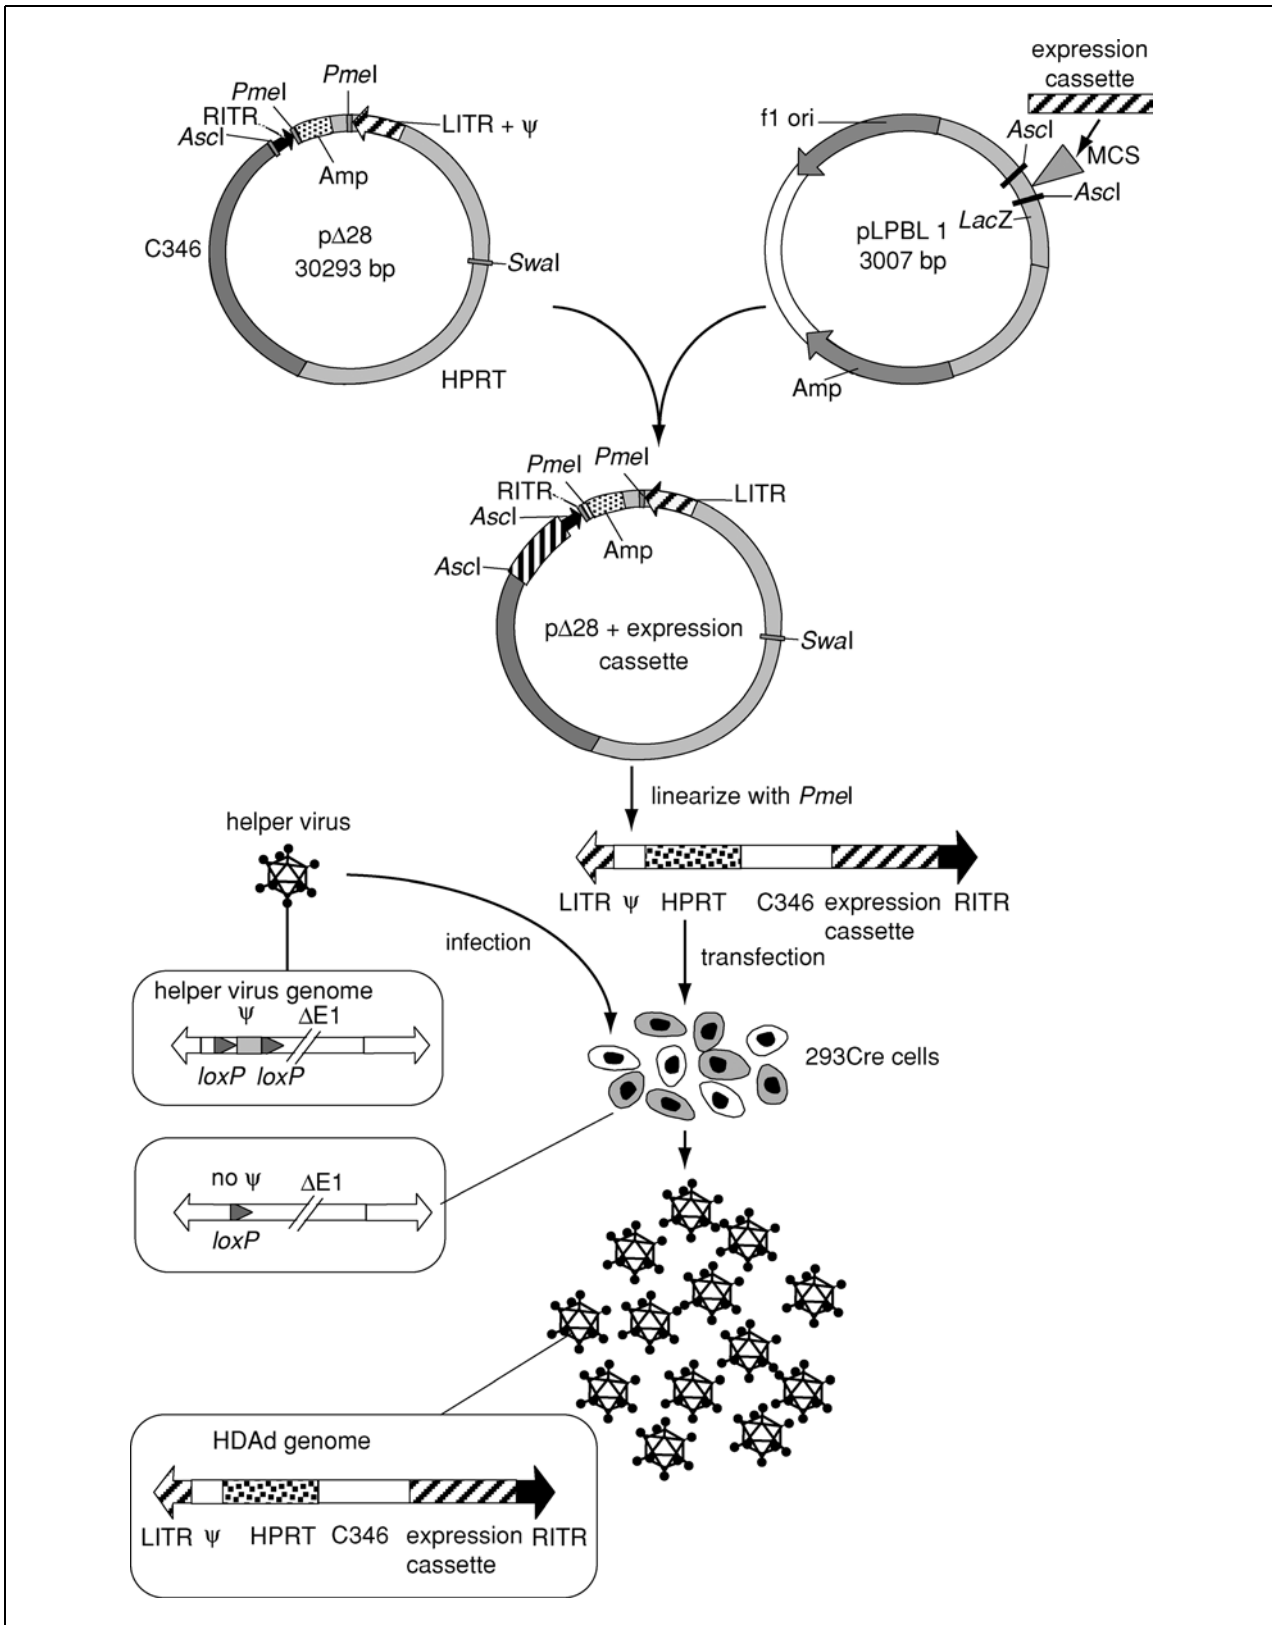 expression
cassette
PmeI
PmeI
RITR
AscI
LITR + ψ
Amp
C346
pΔ28
30293 bp
SwaI
HPRT
f1 ori
AscI
MCS
AscI
LacZ
pLPBL 1
3007 bp
Amp
PmeI
PmeI
RITR
LITR
AscI
Amp
AscI
pΔ28 + expression
cassette
SwaI
linearize with PmeI
helper virus
LITR ψ HPRT C346 expression RITR
cassette
infection
transfection
helper virus genome
ψ ΔE1
loxP loxP
293Cre cells
no ψ ΔE1
loxP
HDAd genome
LITR ψ HPRT C346 expression RITR
cassette